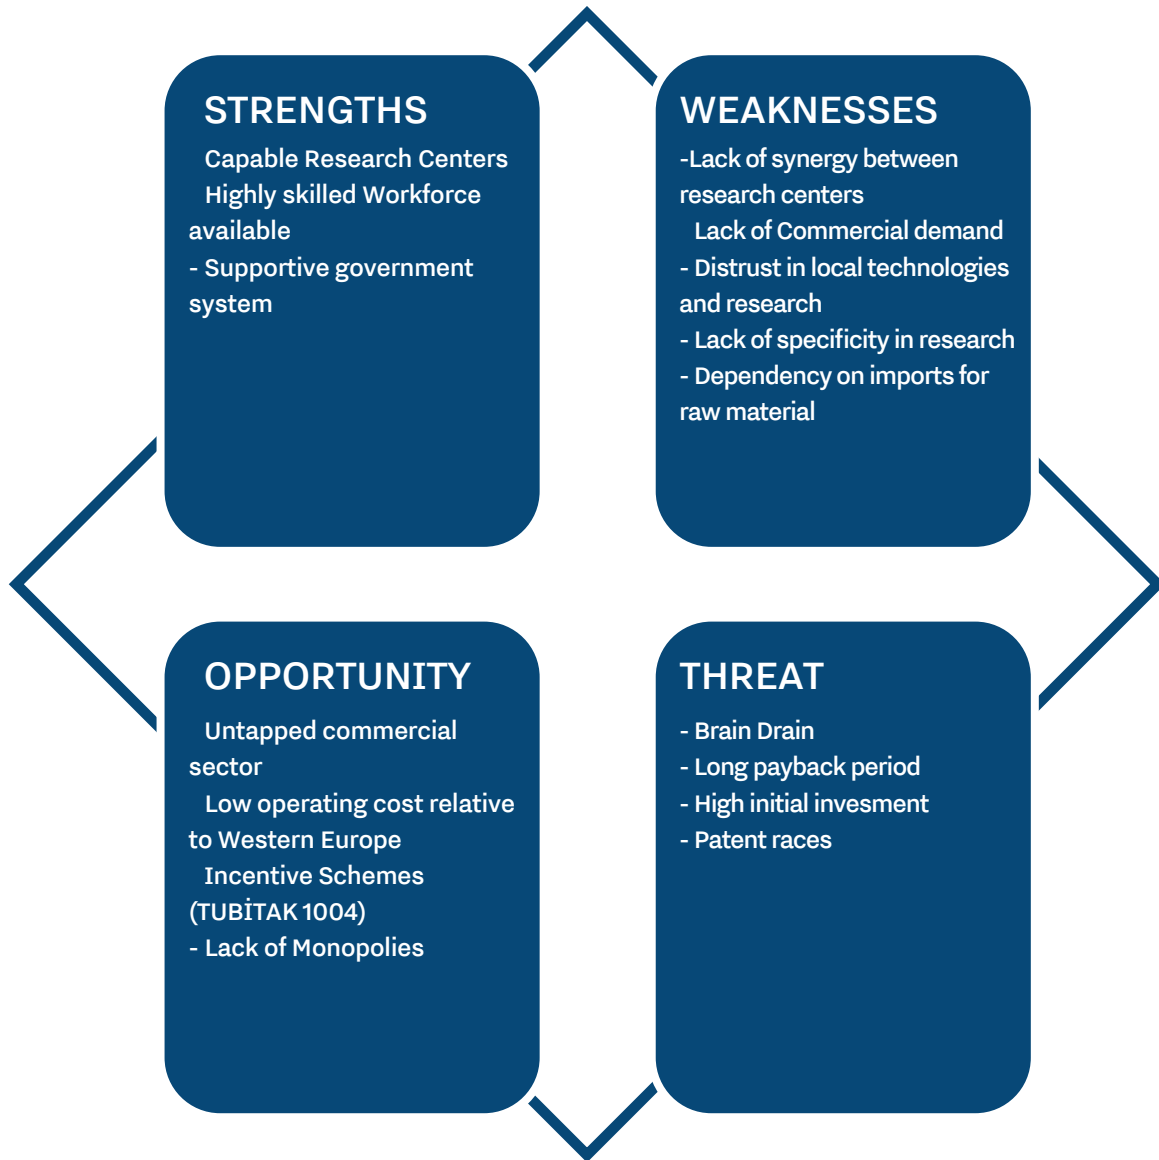 STRENGTHS
Capable Research Centers
Highly skilled Workforce
available
- Supportive government
system
WEAKNESSES
-Lack of synergy between
research centers
Lack of Commercial demand
- Distrust in local technologies
and research
- Lack of specificity in research
- Dependency on imports for
raw material
OPPORTUNITY
Untapped commercial
sector
Low operating cost relative
to Western Europe
Incentive Schemes
(TUBİTAK 1004)
- Lack of Monopolies
THREAT
- Brain Drain
- Long payback period
- High initial invesment
- Patent races